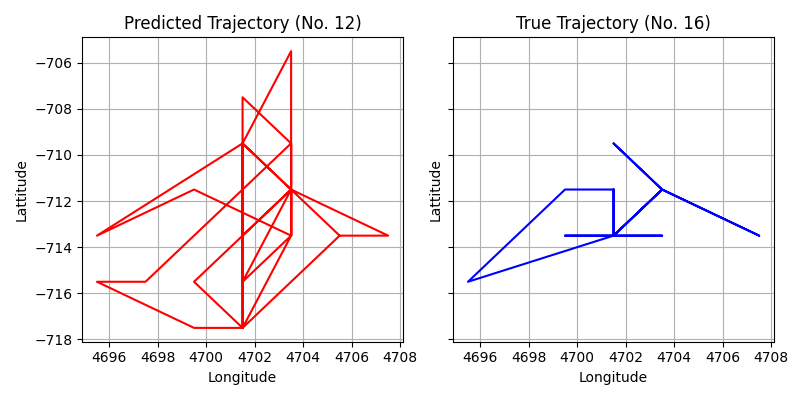 Predicted Trajectory (No. 12)
True Trajectory (No. 16)
Lattitude
−706
−708
−710
−712
−714
−716
−718
4696 4698 4700 4702 4704 4706 4708
Longitude
Lattitude
4696 4698 4700 4702 4704 4706 4708
Longitude